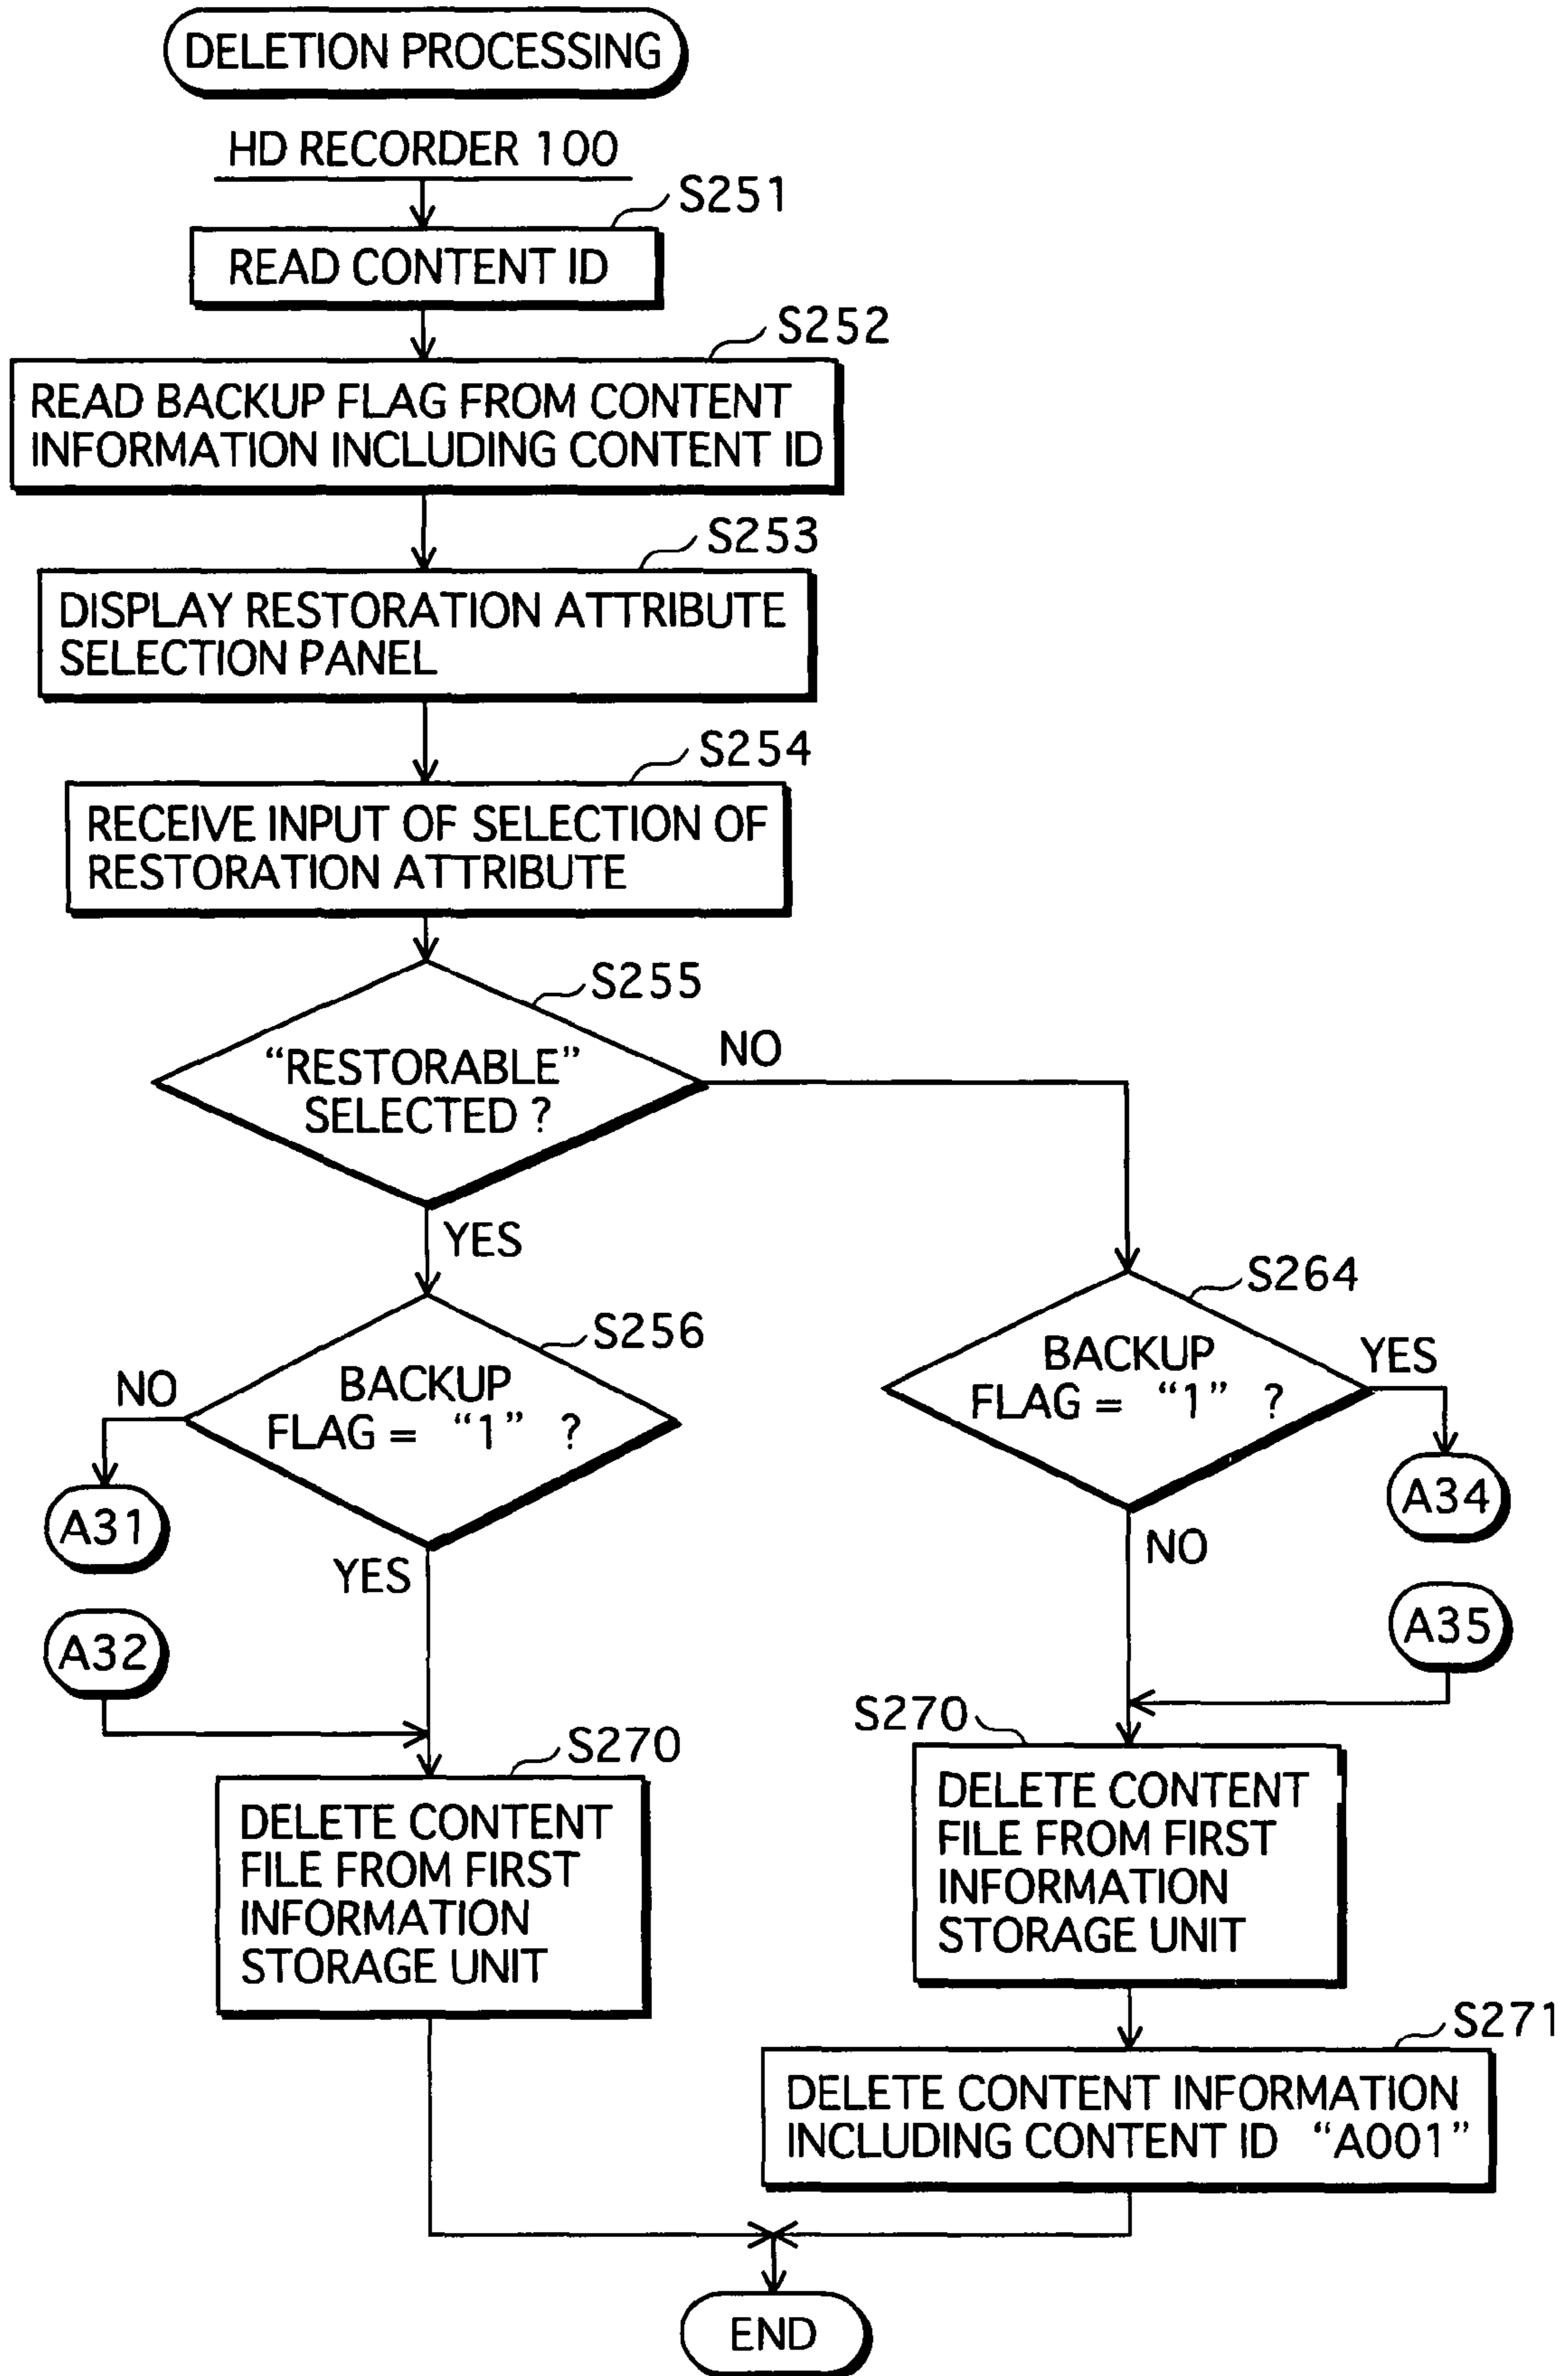 DELETION PROCESSING
HD RECORDER 100
S251
READ CONTENT ID
S252
READ BACKUP FLAG FROM CONTENT
INFORMATION INCLUDING CONTENT ID
S253
DISPLAY RESTORATION ATTRIBUTE
SELECTION PANEL
S254
RECEIVE INPUT OF SELECTION OF
RESTORATION ATTRIBUTE
S255
“RESTORABLE”
SELECTED ?
NO
YES
S256
BACKUP
FLAG = “1” ?
NO
A31
YES
A32
S270
DELETE CONTENT
FILE FROM FIRST
INFORMATION
STORAGE UNIT
S264
BACKUP
FLAG = “1” ?
YES
A34
NO
A35
S270
DELETE CONTENT
FILE FROM FIRST
INFORMATION
STORAGE UNIT
S271
DELETE CONTENT INFORMATION
INCLUDING CONTENT ID “A001”
END